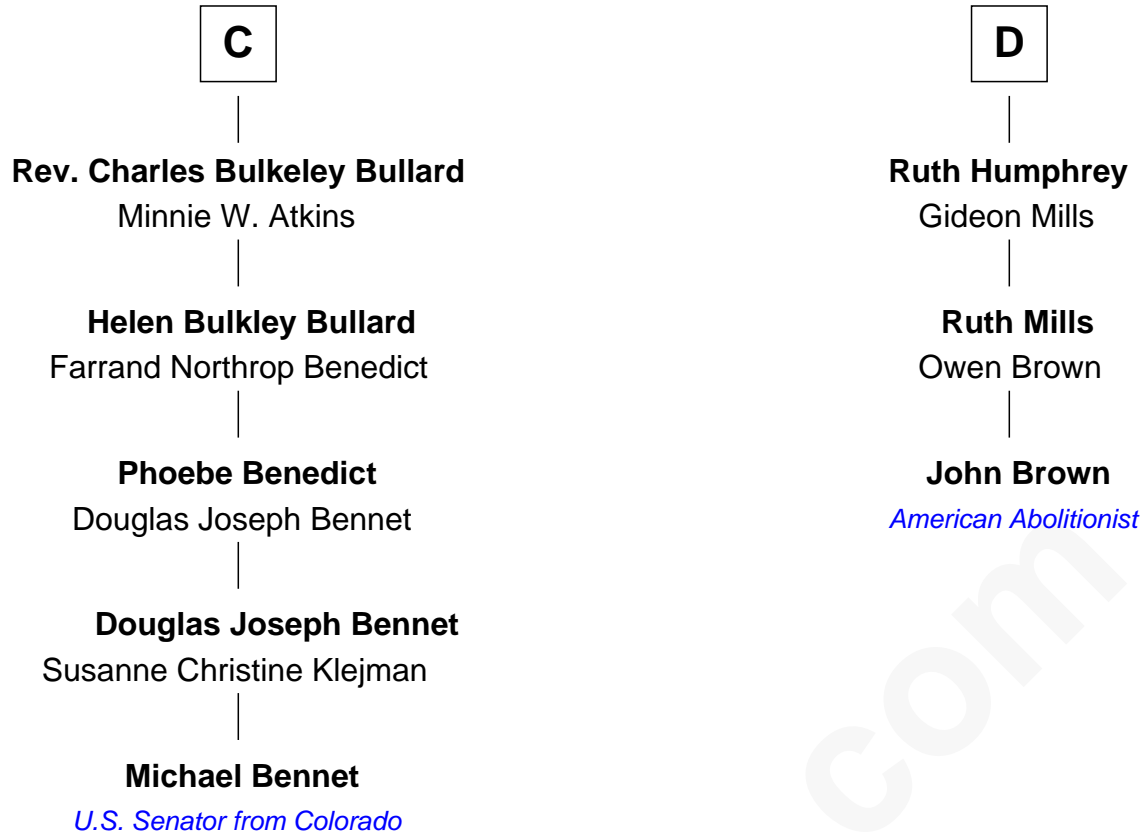 C
Rev. Charles Bulkeley Bullard
Minnie W. Atkins
Helen Bulkley Bullard
Farrand Northrop Benedict
Phoebe Benedict
Douglas Joseph Bennet
Douglas Joseph Bennet
Susanne Christine Klejman
Michael Bennet
U.S. Senator from Colorado
D
Ruth Humphrey
Gideon Mills
Ruth Mills
Owen Brown
John Brown
American Abolitionist
com